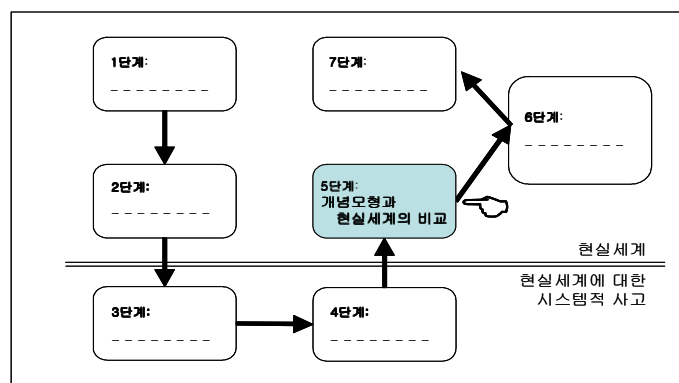 1단계:
_ _ _ _ _ _ _ _
7단계:
_ _ _ _ _ _ _ _
6단계:
_ _ _ _ _ _ _ _
2단계:
_ _ _ _ _ _ _ _
5단계:
개념모형과
현실세계의 비교
현실세계
현실세계에 대한
시스템적 사고
3단계:
_ _ _ _ _ _ _ _
4단계:
_ _ _ _ _ _ _ _